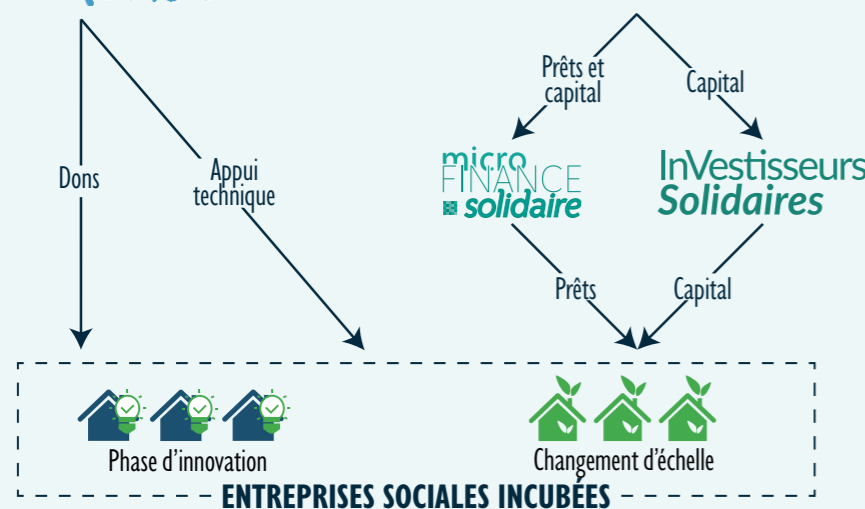 Prêts et
capital
Capital
Dons
Appui
technique
micro
FINANCE
solidaire
InVestisseurs
Solidaires
Prêts
Capital
Phase d'innovation
Changement d'échelle
ENTREPRISES SOCIALES INCUBÉES